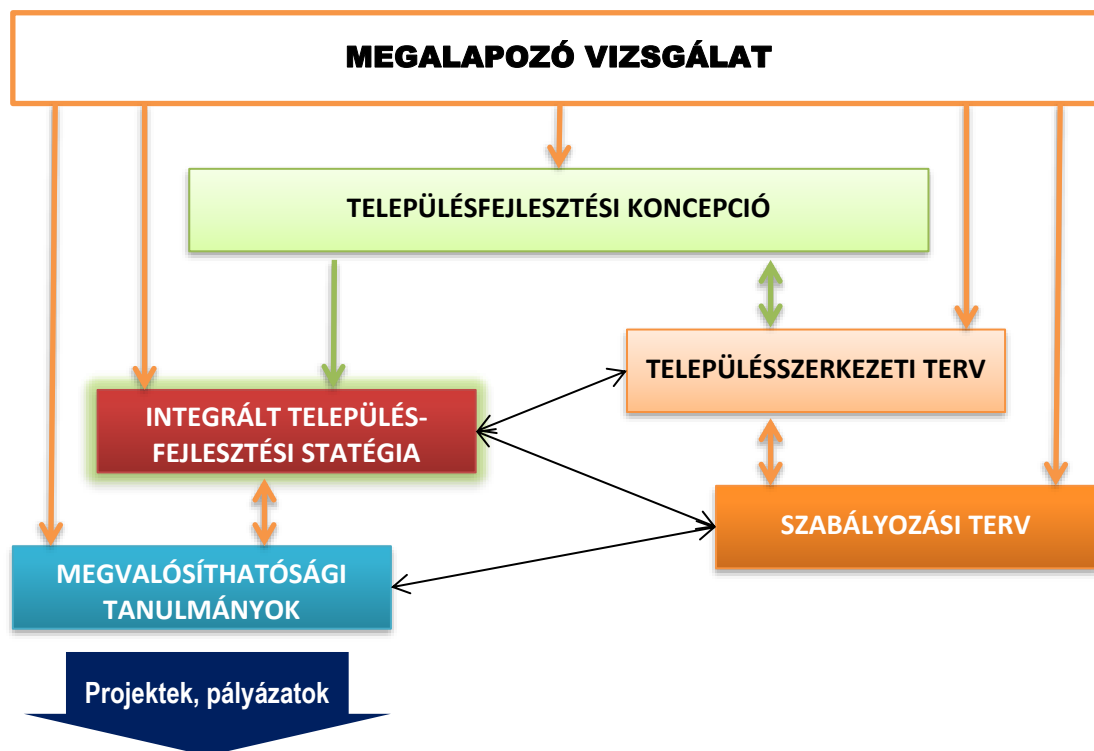 MEGALAPOZÓ VIZSGÁLAT
TELEPÜLÉSFEJLESZTÉSI KONCEPCIÓ
TELEPÜLÉSSZERKEZETI TERV
INTEGRÁLT TELEPÜLÉS-
FEJLESZTÉSI STATÉGIA
SZABÁLYOZÁSI TERV
MEGVALÓSÍTHATÓSÁGI
TANULMÁNYOK
Projektek, pályázatok